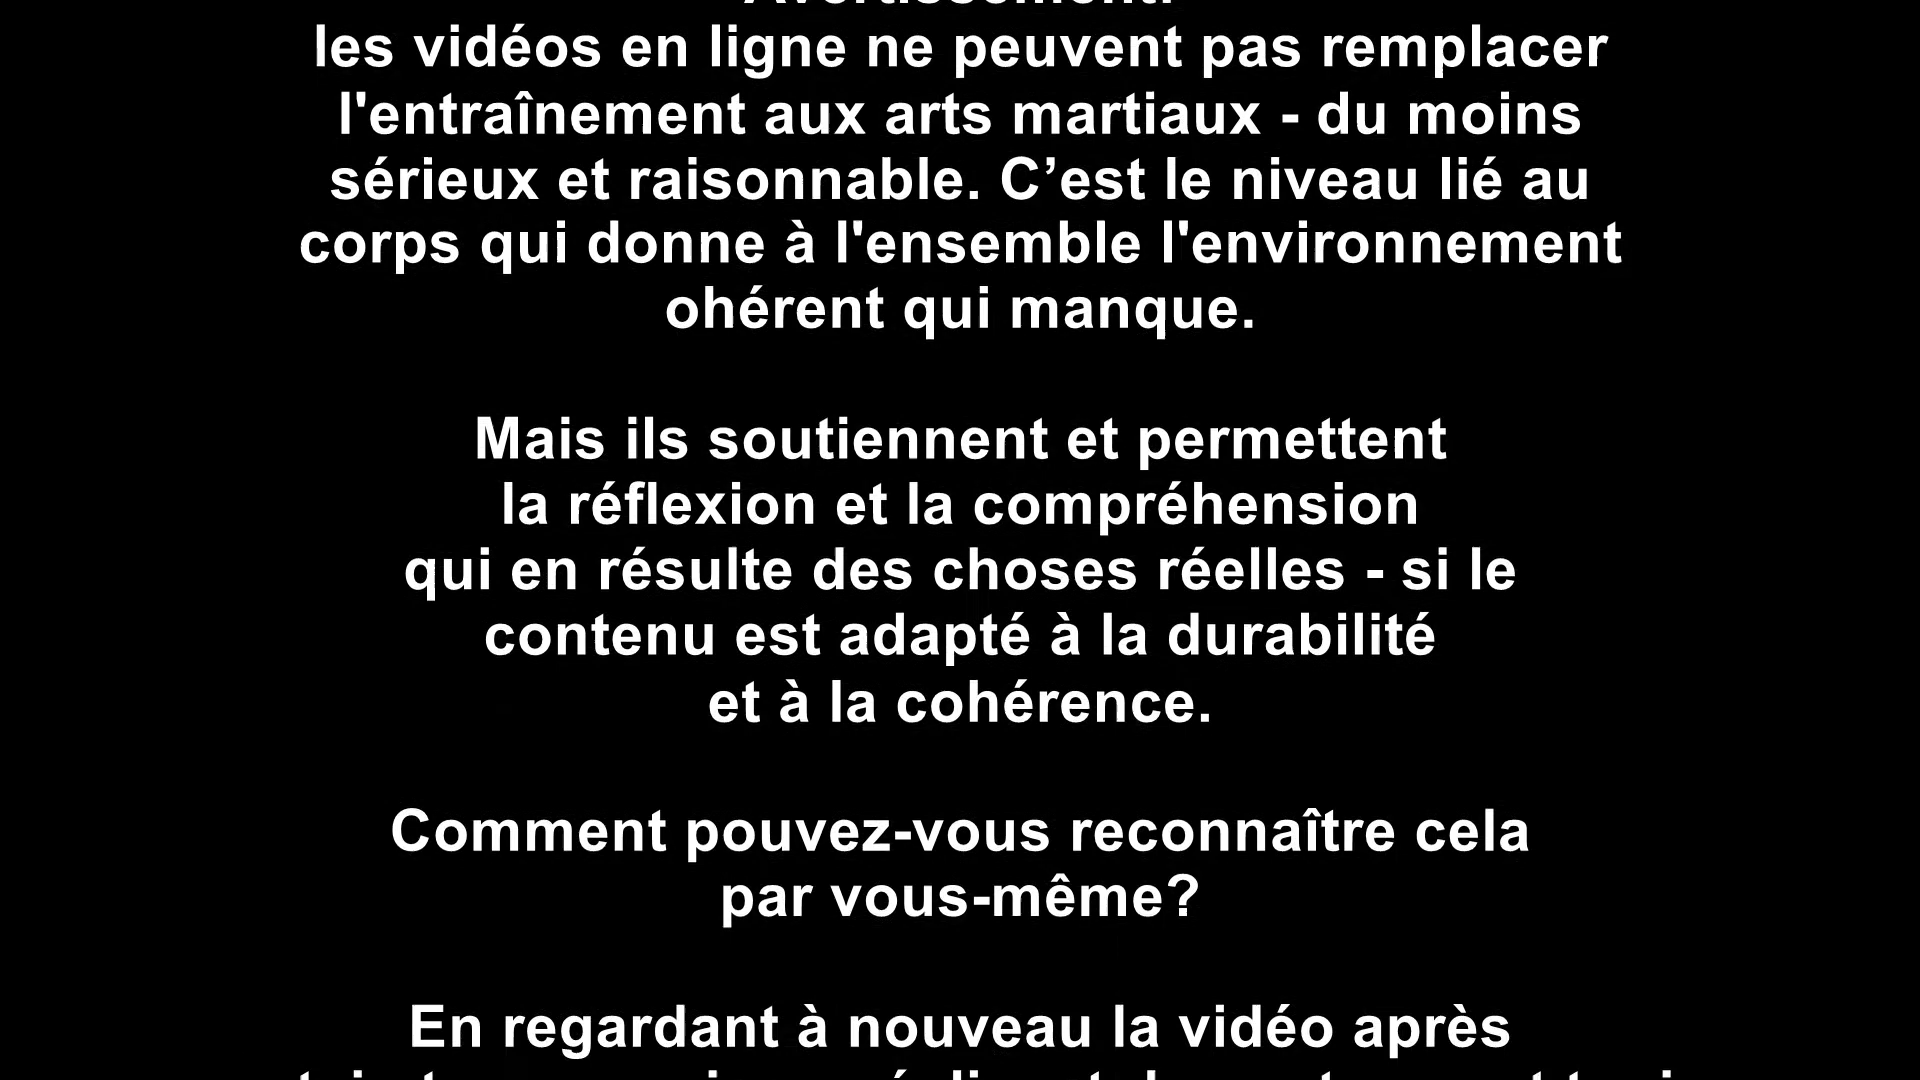 Avertissement:
les vidéos en ligne ne peuvent pas remplacer
l'entraînement aux arts martiaux - du moins
sérieux et raisonnable. C’est le niveau lié au
corps qui donne à l'ensemble l'environnement
ohérent qui manque.
Mais ils soutiennent et permettent
la réflexion et la compréhension
qui en résulte des choses réelles - si le
contenu est adapté à la durabilité
et à la cohérence.
Comment pouvez-vous reconnaître cela
par vous-même?
En regardant à nouveau la vidéo après